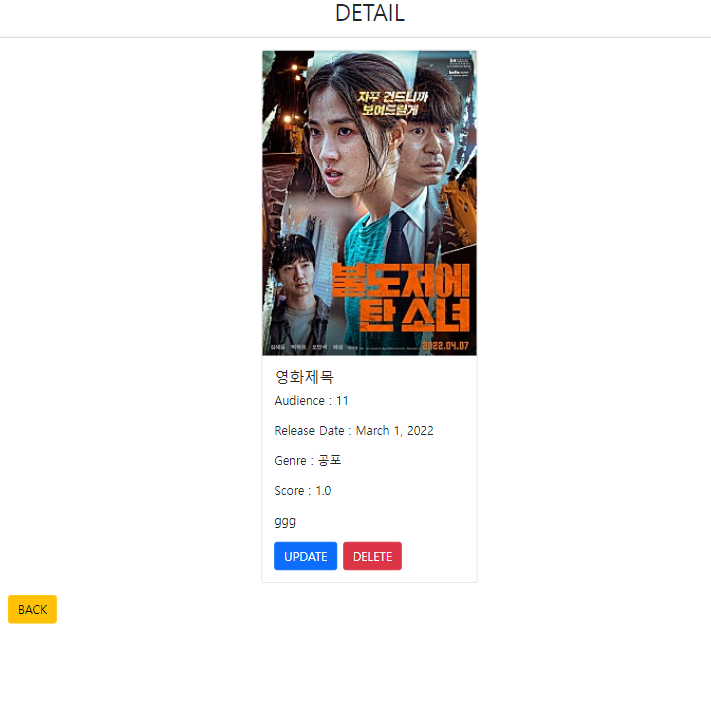 DETAIL
자꾸 건드니까
보여드릴게
불도저에
탄 소녀
2022.04.07
영화제목
Audience : 11
Release Date : March 1, 2022
Genre : 공포
Score : 1.0
ggg
UPDATE DELETE
BACK